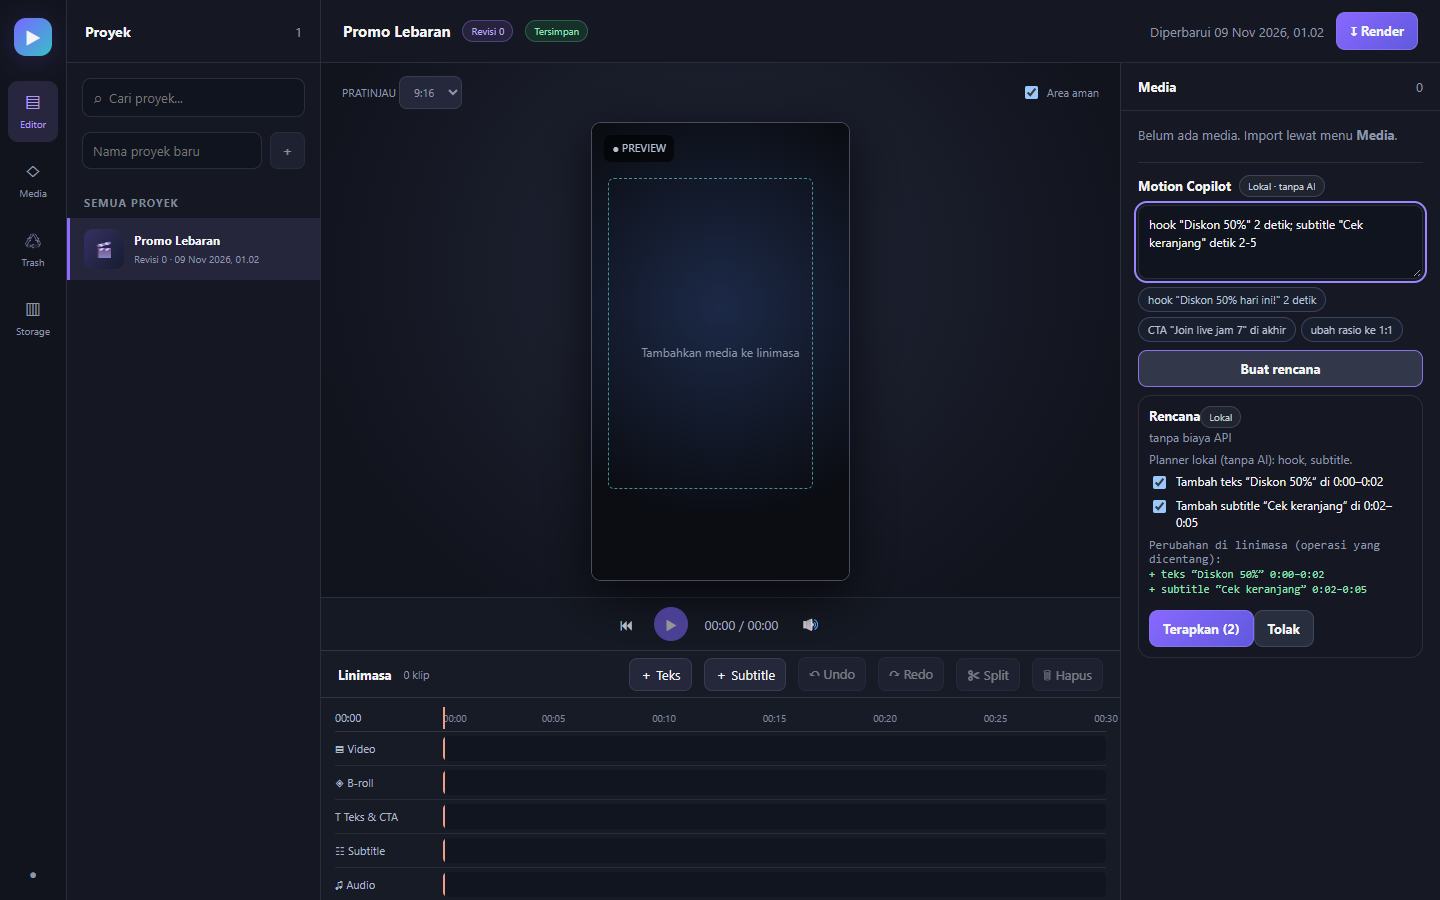 Editor
Media
Trash
Storage
Proyek
1
Cari proyek...
Nama proyek baru
+
SEMUA PROYEK
Promo Lebaran
Revisi 0 · 09 Nov 2026, 01.02
Promo Lebaran
Revisi 0
Tersimpan
Diperbarui 09 Nov 2026, 01.02
Render
PRATINJAU
9:16
Area aman
PREVIEW
Tambahkan media ke linimasa
00:00 / 00:00
Linimasa
0 klip
+ Teks
+ Subtitle
Undo
Redo
Split
Hapus
00:00
00:00
00:05
00:10
00:15
00:20
00:25
00:30
Video
B-roll
T Teks & CTA
Subtitle
Audio
Media
0
Belum ada media. Import lewat menu Media.
Motion Copilot
Lokal · tanpa AI
hook "Diskon 50%" 2 detik; subtitle "Cek
keranjang" detik 2-5
hook "Diskon 50% hari ini!" 2 detik
CTA "Join live jam 7" di akhir
ubah rasio ke 1:1
Buat rencana
Rencana
Lokal
tanpa biaya API
Planner lokal (tanpa AI): hook, subtitle.
Tambah teks “Diskon 50%” di 0:00–0:02
Tambah subtitle “Cek keranjang” di 0:02–
0:05
Perubahan di linimasa (operasi yang
dicentang):
+ teks “Diskon 50%” 0:00–0:02
+ subtitle “Cek keranjang” 0:02–0:05
Terapkan (2)
Tolak